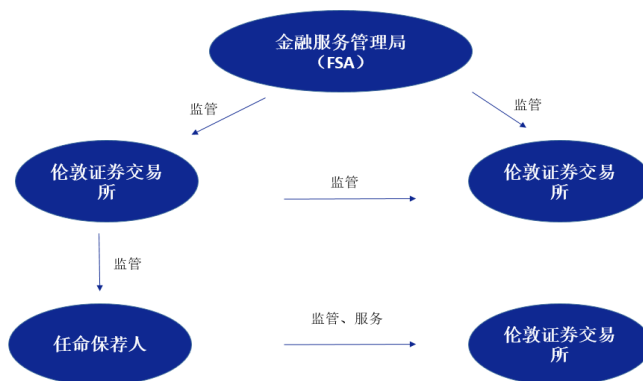 金融服务管理局
（FSA）
监管
监管
伦敦证券交易
所
监管
伦敦证券交易
所
监管
任命保荐人
监管、服务
伦敦证券交易
所